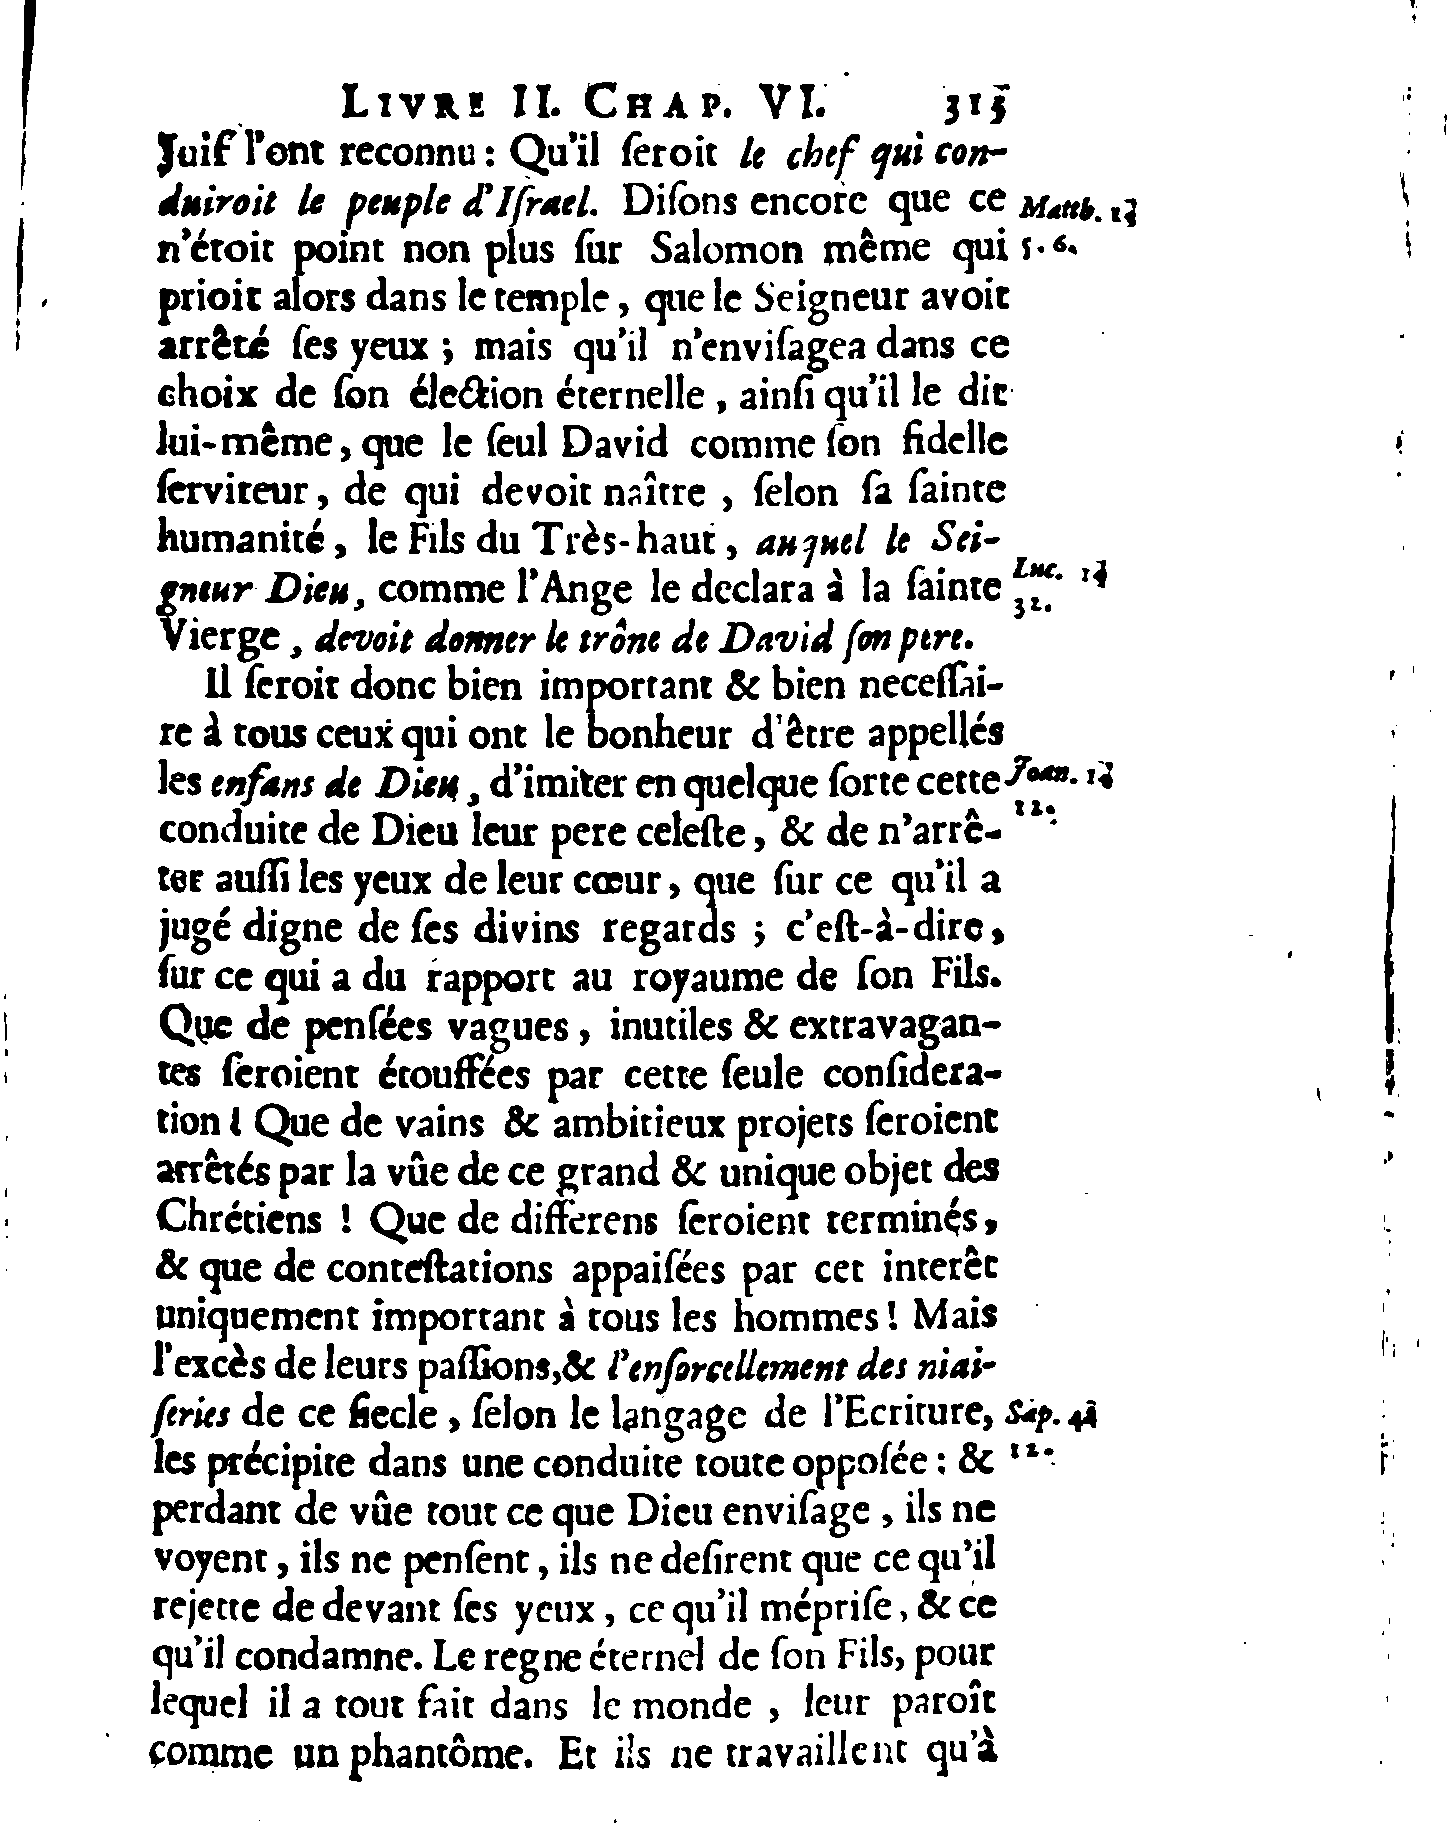 LIVRE II. CHAP. VI. 315
Juif l'ont reconnu : Qu'il ſeroit le chef qui con-
duiroit le peuple d'Iſrael. Diſons encore que ce
Matth.
n'étoit point non plus ſur Salomon même qui
5. 6.
prioit alors dans le temple, que le Seigneur avoit
arrêté ſes yeux ; mais qu'il n'enviſagea dans ce
choix de ſon élection éternelle, ainſi qu'il le dit
lui-même, que le ſeul David comme ſon fidelle
ſerviteur, de qui devoit naître, ſelon ſa ſainte
humanité, le Fils du Très-haut, auquel le Sei-
gneur Dieu, comme l'Ange le declara à la ſainte
Luc. 1
32.
Vierge, devoit donner le trône de David ſon pere.
Il ſeroit donc bien important & bien neceſſai-
re à tous ceux qui ont le bonheur d'être appellés
les enfans de Dieu, d'imiter en quelque ſorte cette
Joan. 1
12.
conduite de Dieu leur pere celeſte, & de n'arrê-
ter auſſi les yeux de leur cœur, que ſur ce qu'il a
jugé digne de ſes divins regards ; c'eſt-à-dire,
ſur ce qui a du rapport au royaume de ſon Fils.
Que de penſées vagues, inutiles & extravagan-
tes ſeroient étouffées par cette ſeule conſidera-
tion ! Que de vains & ambitieux projets ſeroient
arrêtés par la vûe de ce grand & unique objet des
Chrétiens ! Que de differens ſeroient terminés,
& que de conteſtations appaiſées par cet interêt
uniquement important à tous les hommes ! Mais
l'excès de leurs paſſions, & l'enſorcellement des niai-
ſeries de ce ſiecle, ſelon le langage de l'Ecriture,
Sap. 4
12.
les précipite dans une conduite toute oppoſée : &
perdant de vûe tout ce que Dieu enviſage, ils ne
voyent, ils ne penſent, ils ne deſirent que ce qu'il
rejette de devant ſes yeux, ce qu'il mépriſe, & ce
qu'il condamne. Le regne éternel de ſon Fils, pour
lequel il a tout fait dans le monde, leur paroît
comme un phantôme. Et ils ne travaillent qu'à